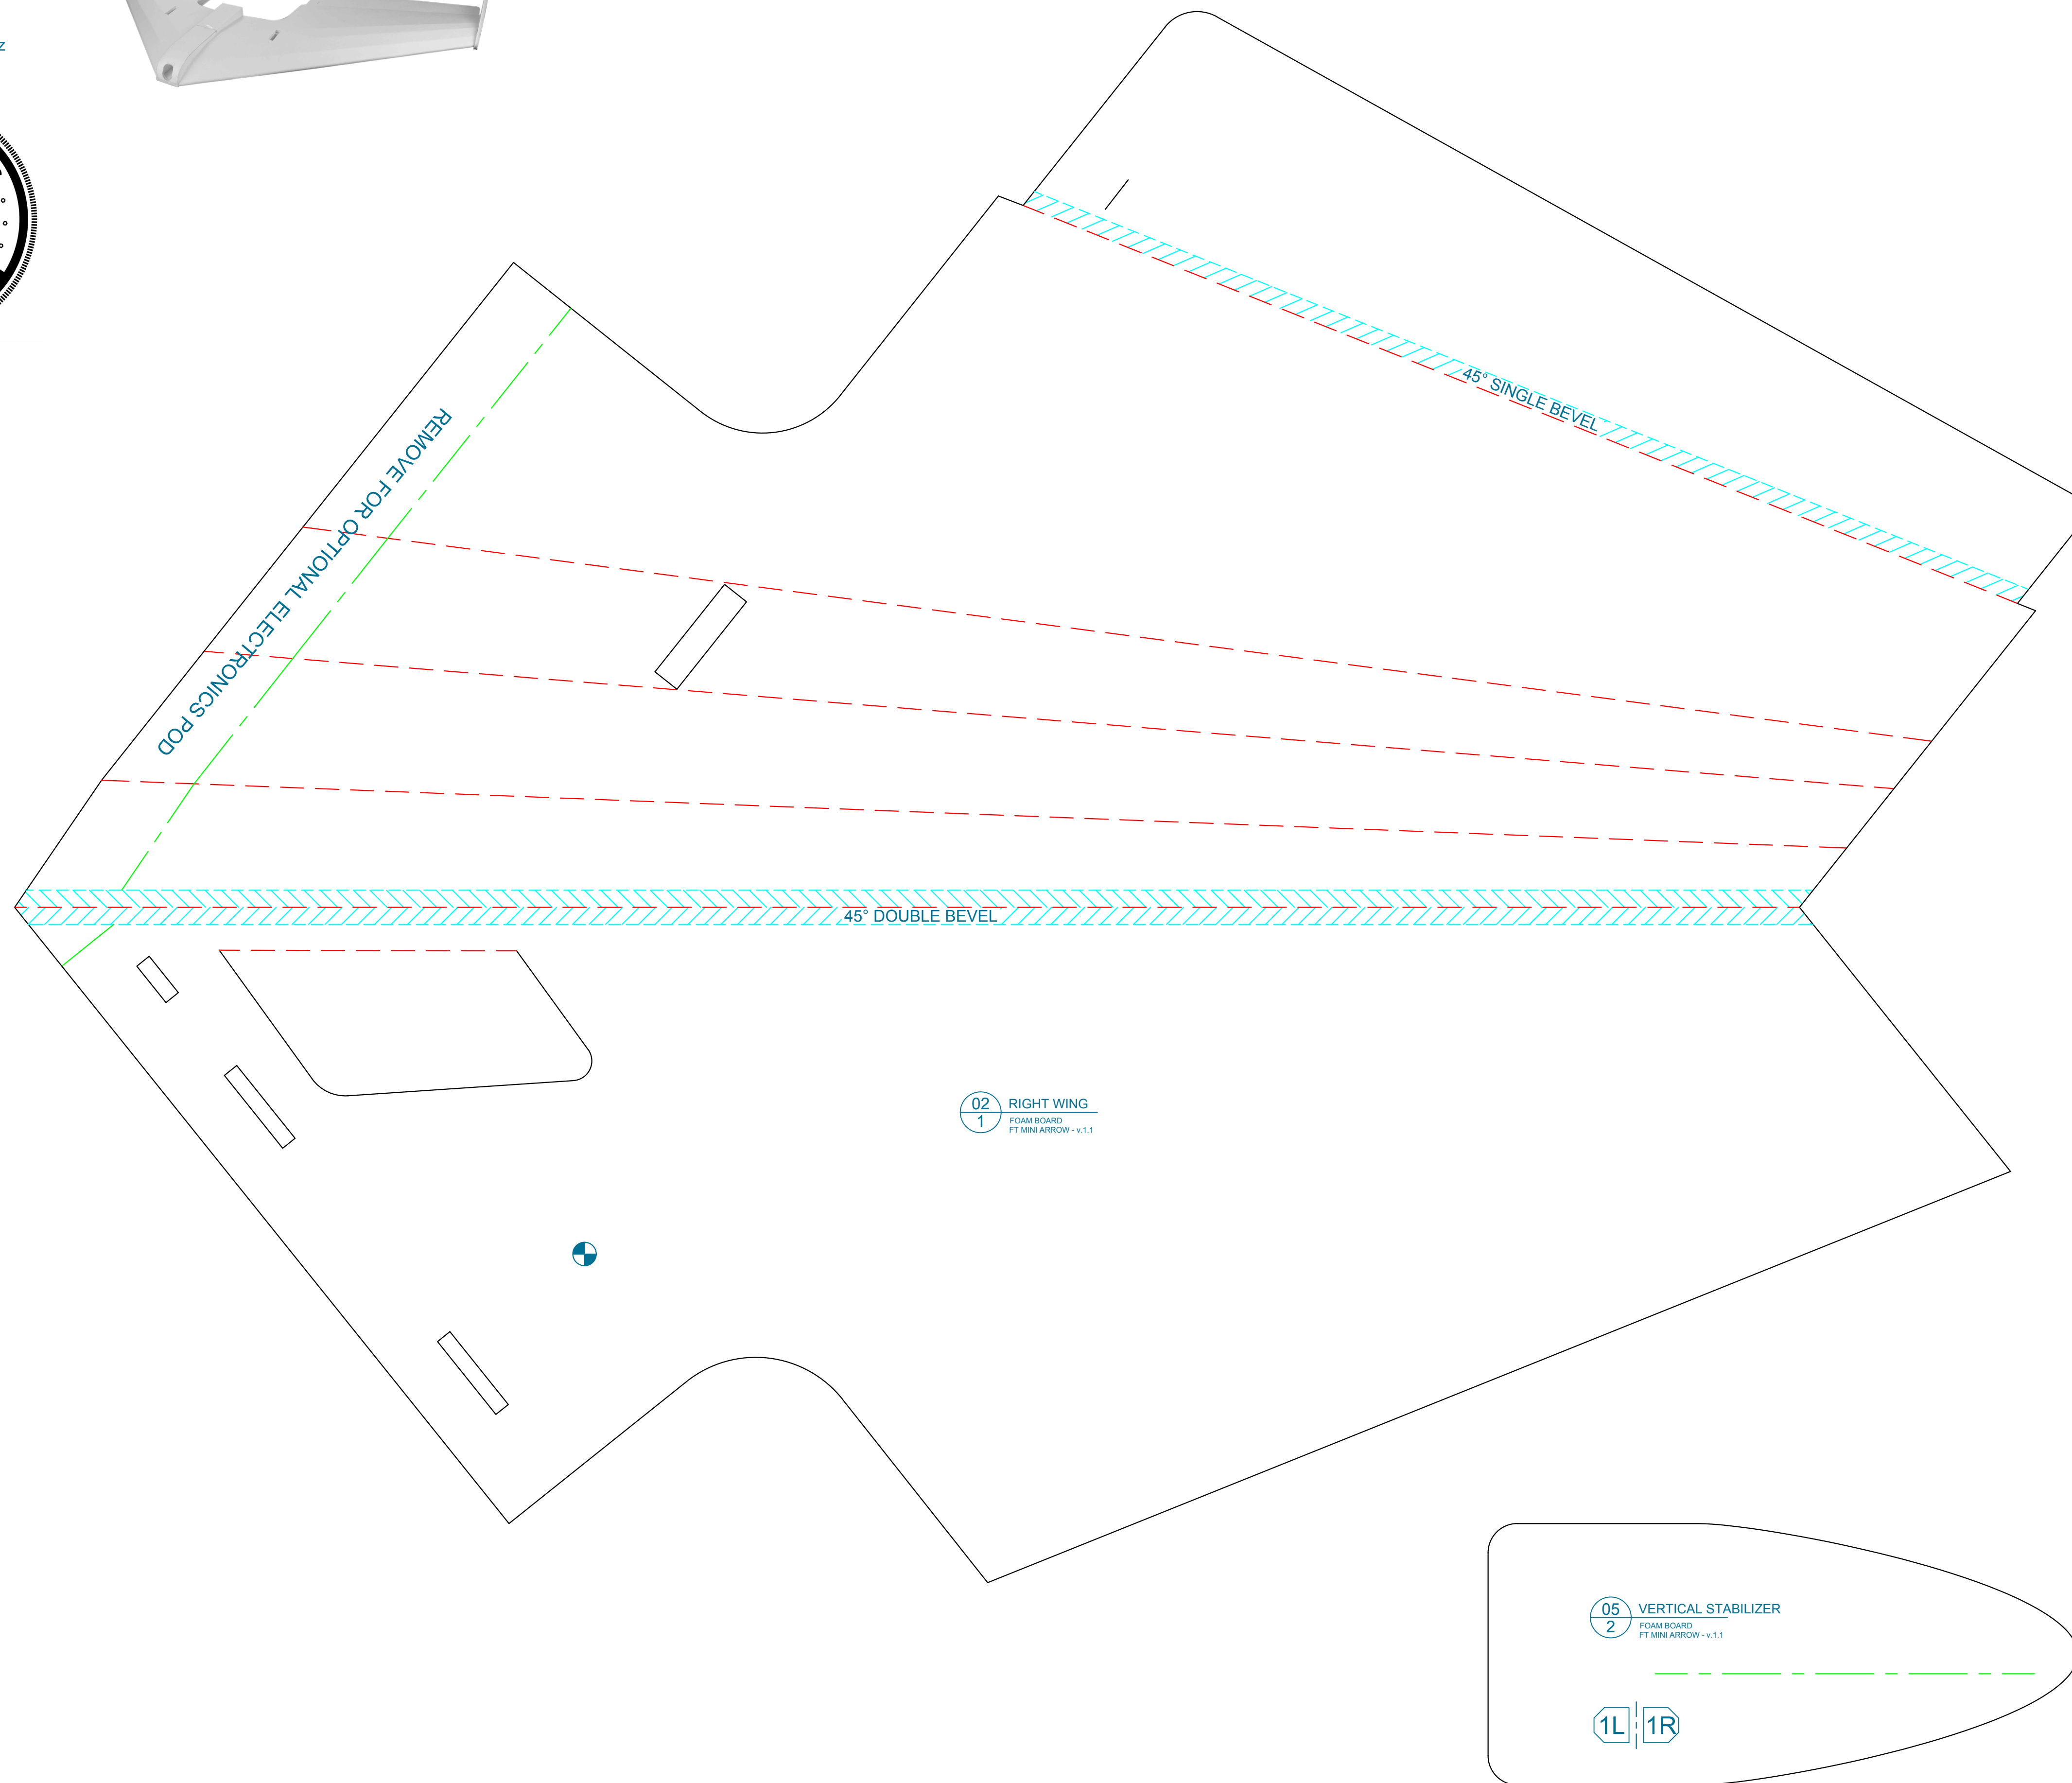 z
45° SINGLE BEVEL
REMOVE FOR OPTIONAL ELECTRONICS POD
45° DOUBLE BEVEL
02 RIGHT WING
1 FOAM BOARD
FT MINI ARROW - v.1.1
05 VERTICAL STABILIZER
2 FOAM BOARD
FT MINI ARROW - v.1.1
1L 1R